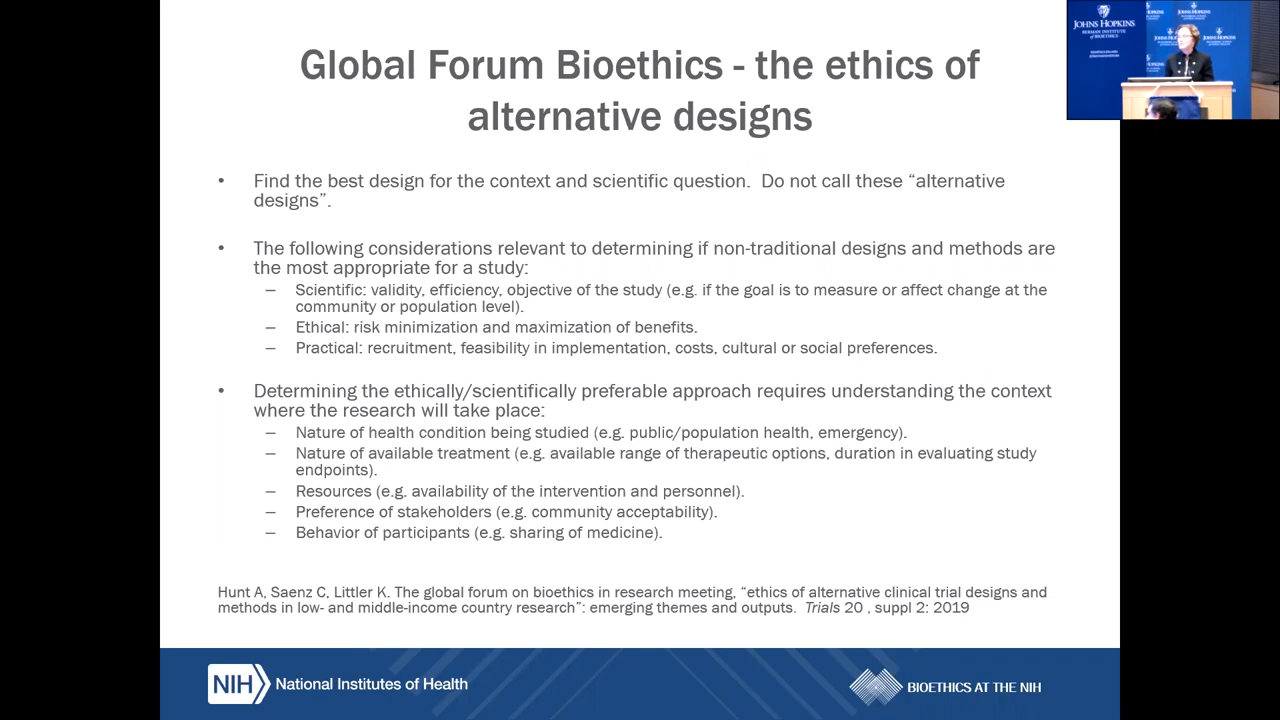 Global Forum Bioethics - the ethics of
alternative designs
• Find the best design for the context and scientific question. Do not call these “alternative
designs”.
• The following considerations relevant to determining if non-traditional designs and methods are
the most appropriate for a study:
– Scientific: validity, efficiency, objective of the study (e.g. if the goal is to measure or affect change at the
community or population level).
– Ethical: risk minimization and maximization of benefits.
– Practical: recruitment, feasibility in implementation, costs, cultural or social preferences.
• Determining the ethically/scientifically preferable approach requires understanding the context
where the research will take place:
– Nature of health condition being studied (e.g. public/population health, emergency).
– Nature of available treatment (e.g. available range of therapeutic options, duration in evaluating study
endpoints).
– Resources (e.g. availability of the intervention and personnel).
– Preference of stakeholders (e.g. community acceptability).
– Behavior of participants (e.g. sharing of medicine).
Hunt A, Saenz C, Littler K. The global forum on bioethics in research meeting, “ethics of alternative clinical trial designs and
methods in low- and middle-income country research”: emerging themes and outputs. Trials 20 , suppl 2: 2019
NIH National Institutes of Health
BIOETHICS AT THE NIH
JOHNS HOPKINS
BERMAN INSTITUTE
of BIOETHICS
JOHNS HOPKINS